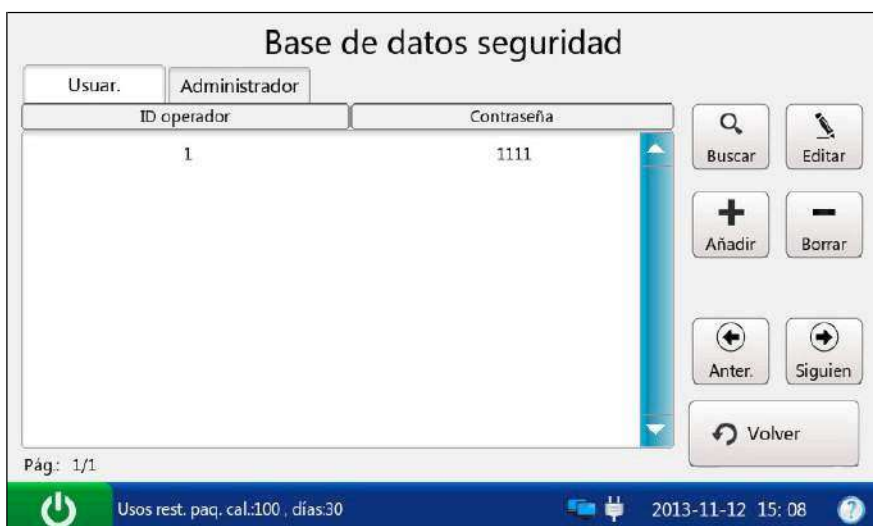 Base de datos seguridad
Usuar. Administrador
ID operador Contraseña
1 1111
Buscar Editar
Añadir Borrar
Anter. Siguien
Volver
Pág.: 1/1
Usos rest. paq. cal.:100 , días:30 2013-11-12 15: 08 ?